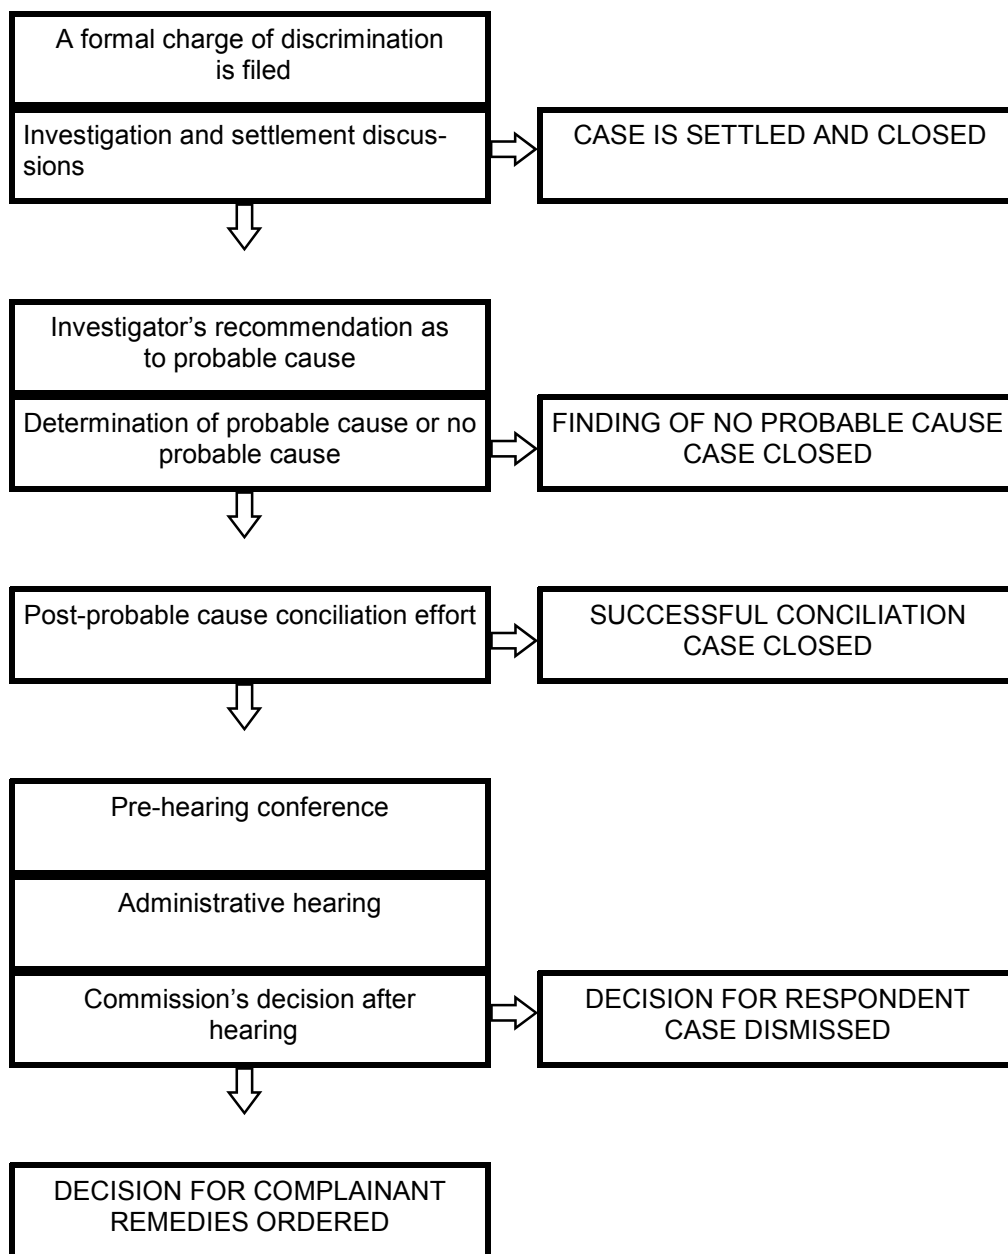 A formal charge of discrimination
is filed
Investigation and settlement discus-
sions
CASE IS SETTLED AND CLOSED
Investigator’s recommendation as
to probable cause
Determination of probable cause or no
probable cause
FINDING OF NO PROBABLE CAUSE
CASE CLOSED
Post-probable cause conciliation effort
SUCCESSFUL CONCILIATION
CASE CLOSED
Pre-hearing conference
Administrative hearing
Commission’s decision after
hearing
DECISION FOR RESPONDENT
CASE DISMISSED
DECISION FOR COMPLAINANT
REMEDIES ORDERED